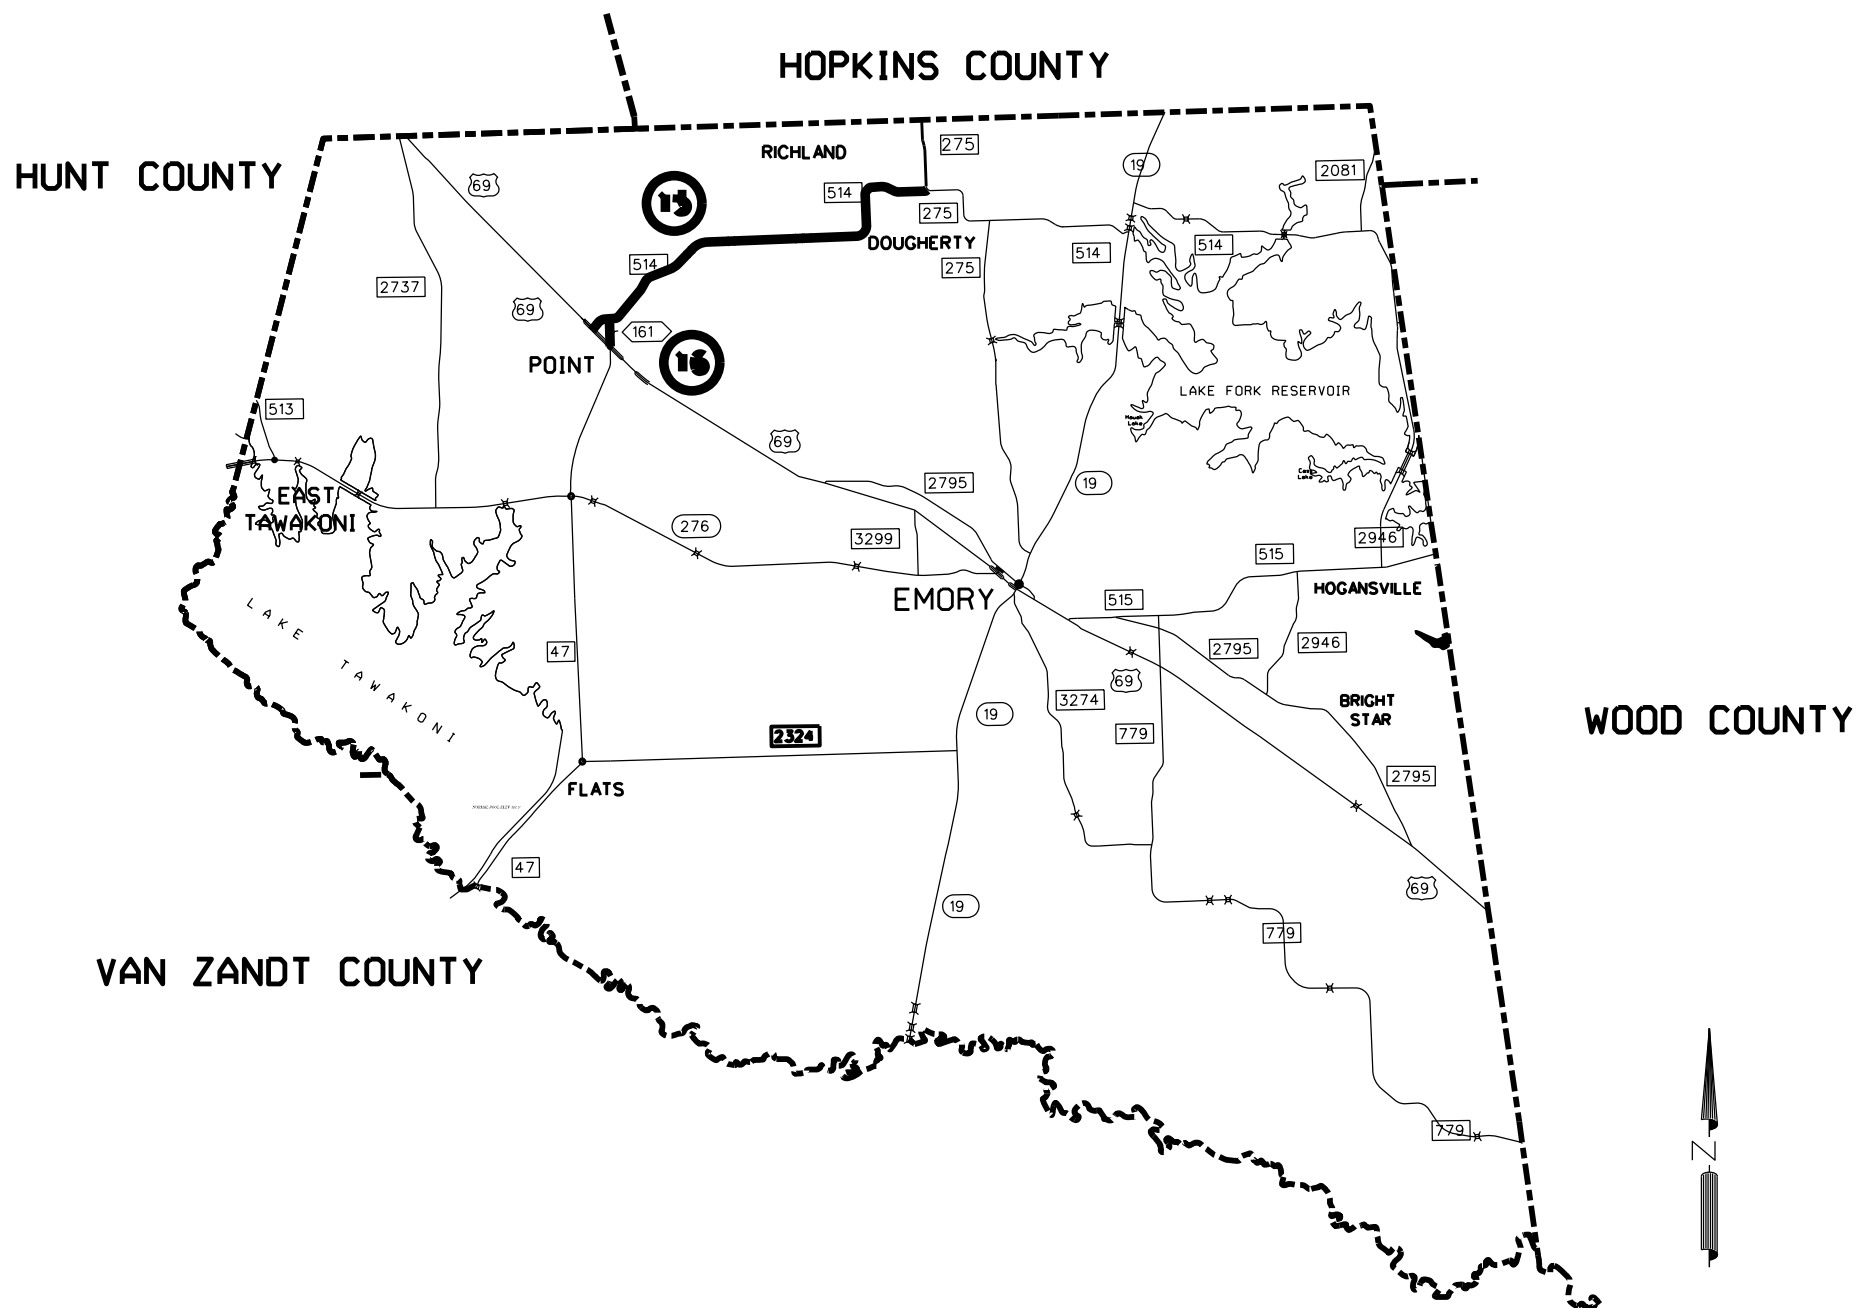 HOPKINS COUNTY
275
RICHLAND
HUNT COUNTY
19
2081
69
15
514
275
DOUGHERTY
514
514
514
275
2737
69
161
16
POINT
LAKE FORK RESERVOIR
513
69
2795
19
EAST
TAWAKONI
276
3299
2946
515
HOGANSVILLE
EMORY
515
LAKE TAWAKONI
47
2795
2946
69
3274
BRIGHT
STAR
19
WOOD COUNTY
779
2324
2795
FLATS
47
69
19
779
VAN ZANDT COUNTY
779
N